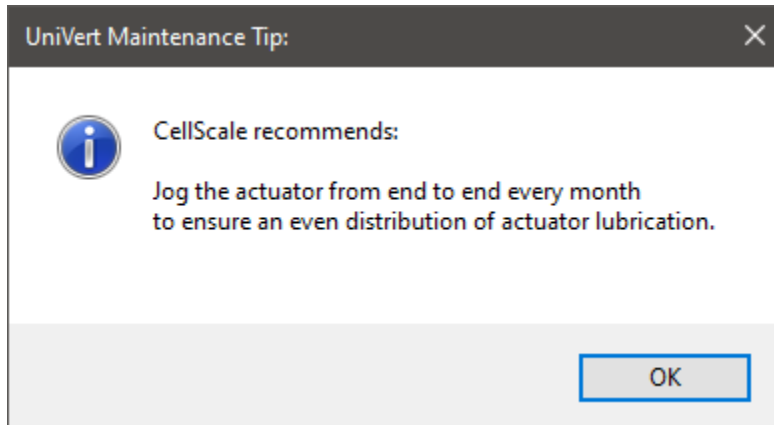 UniVert Maintenance Tip:
CellScale recommends:
Jog the actuator from end to end every month
to ensure an even distribution of actuator lubrication.
OK